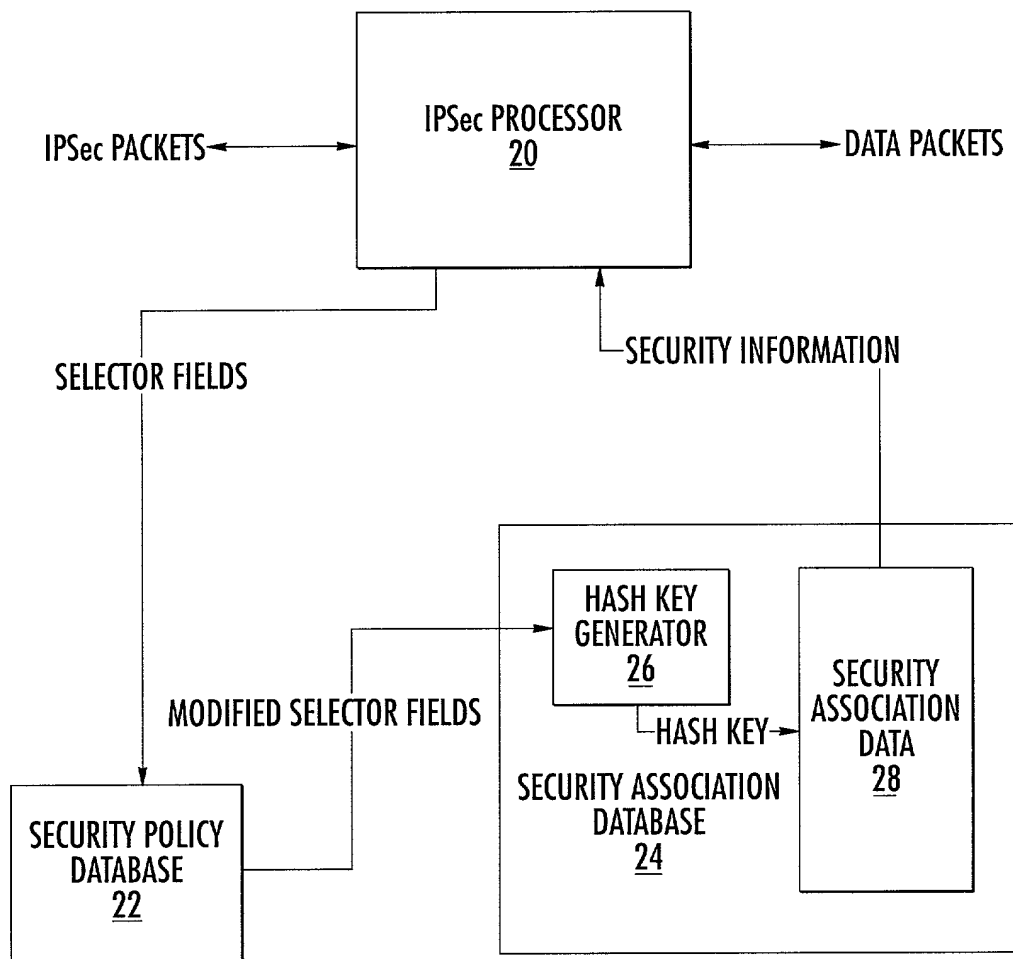 IPSec PROCESSOR
20
IPSec PACKETS
DATA PACKETS
SELECTOR FIELDS
SECURITY INFORMATION
HASH KEY
GENERATOR
26
SECURITY
ASSOCIATION
DATA
28
MODIFIED SELECTOR FIELDS
HASH KEY
SECURITY ASSOCIATION
DATABASE
24
SECURITY POLICY
DATABASE
22